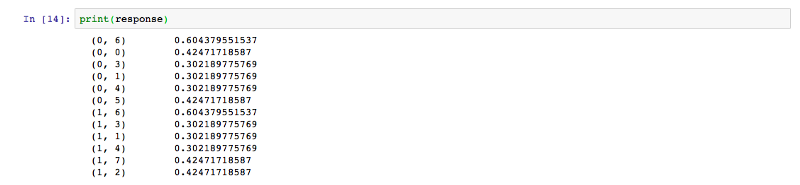 In [14]: print(response)
(0, 6) 0.604379551537
(0, 0) 0.42471718587
(0, 3) 0.302189775769
(0, 1) 0.302189775769
(0, 4) 0.302189775769
(0, 5) 0.42471718587
(1, 6) 0.604379551537
(1, 3) 0.302189775769
(1, 1) 0.302189775769
(1, 4) 0.302189775769
(1, 7) 0.42471718587
(1, 2) 0.42471718587